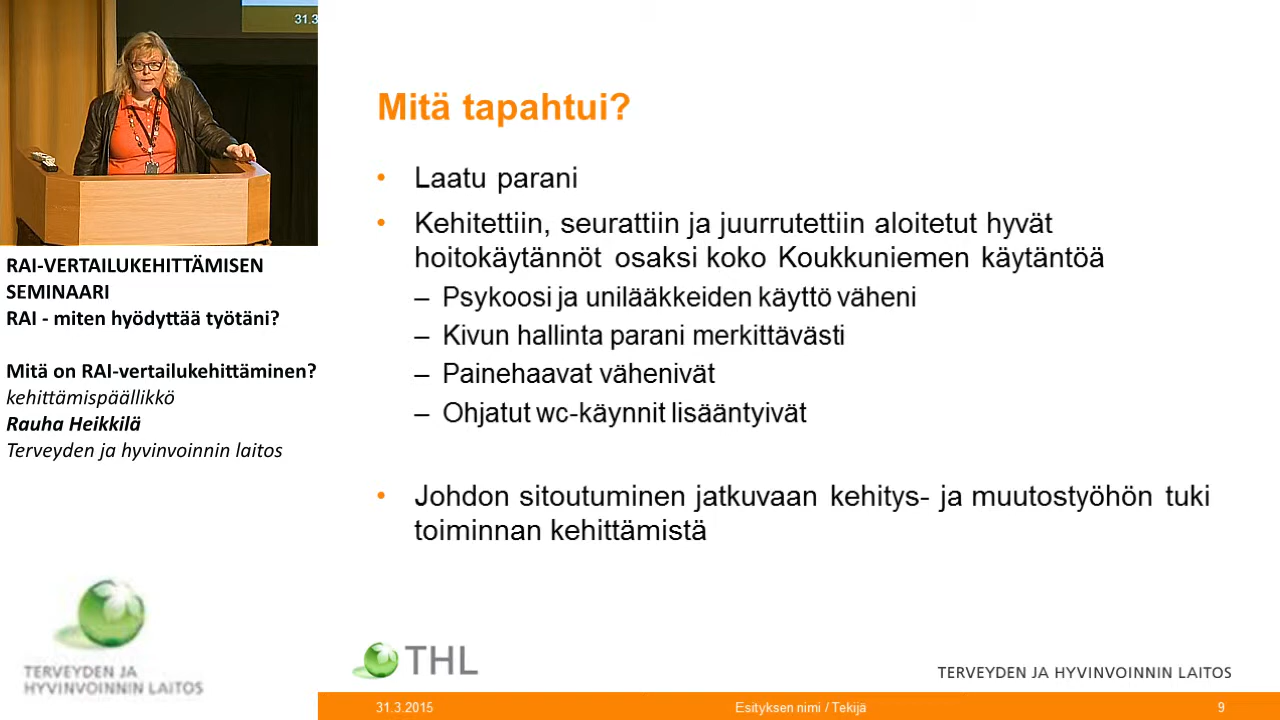 31.3
RAI-VERTAILUKEHITTÄMISEN
SEMINAARI
RAI - miten hyödyttää työtäni?
Mitä on RAI-vertailukehittäminen?
kehittämispäällikkö
Rauha Heikkilä
Terveyden ja hyvinvoinnin laitos
TERVEYDEN JA
HYVINVOINNIN LAITOS
Mitä tapahtui?
• Laatu parani
• Kehitettiin, seurattiin ja juurrutettiin aloitetut hyvät
hoitokäytännöt osaksi koko Koukkuniemen käytäntöä
– Psykoosi ja unilääkkeiden käyttö väheni
– Kivun hallinta parani merkittävästi
– Painehaavat vähenivät
– Ohjatut wc-käynnit lisääntyivät
• Johdon sitoutuminen jatkuvaan kehitys- ja muutostyöhön tuki
toiminnan kehittämistä
THL
TERVEYDEN JA HYVINVOINNIN LAITOS
31.3.2015
Esityksen nimi / Tekijä
9